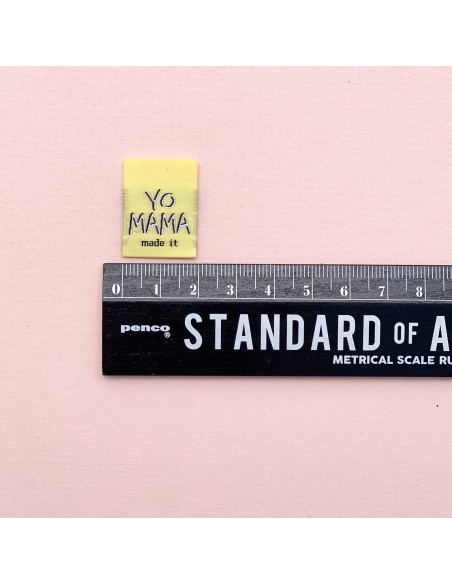 YO
MAMA
made it
0 1 2 3 4 5 6 7 8
penco® STANDARD OF A
METRICAL SCALE RU